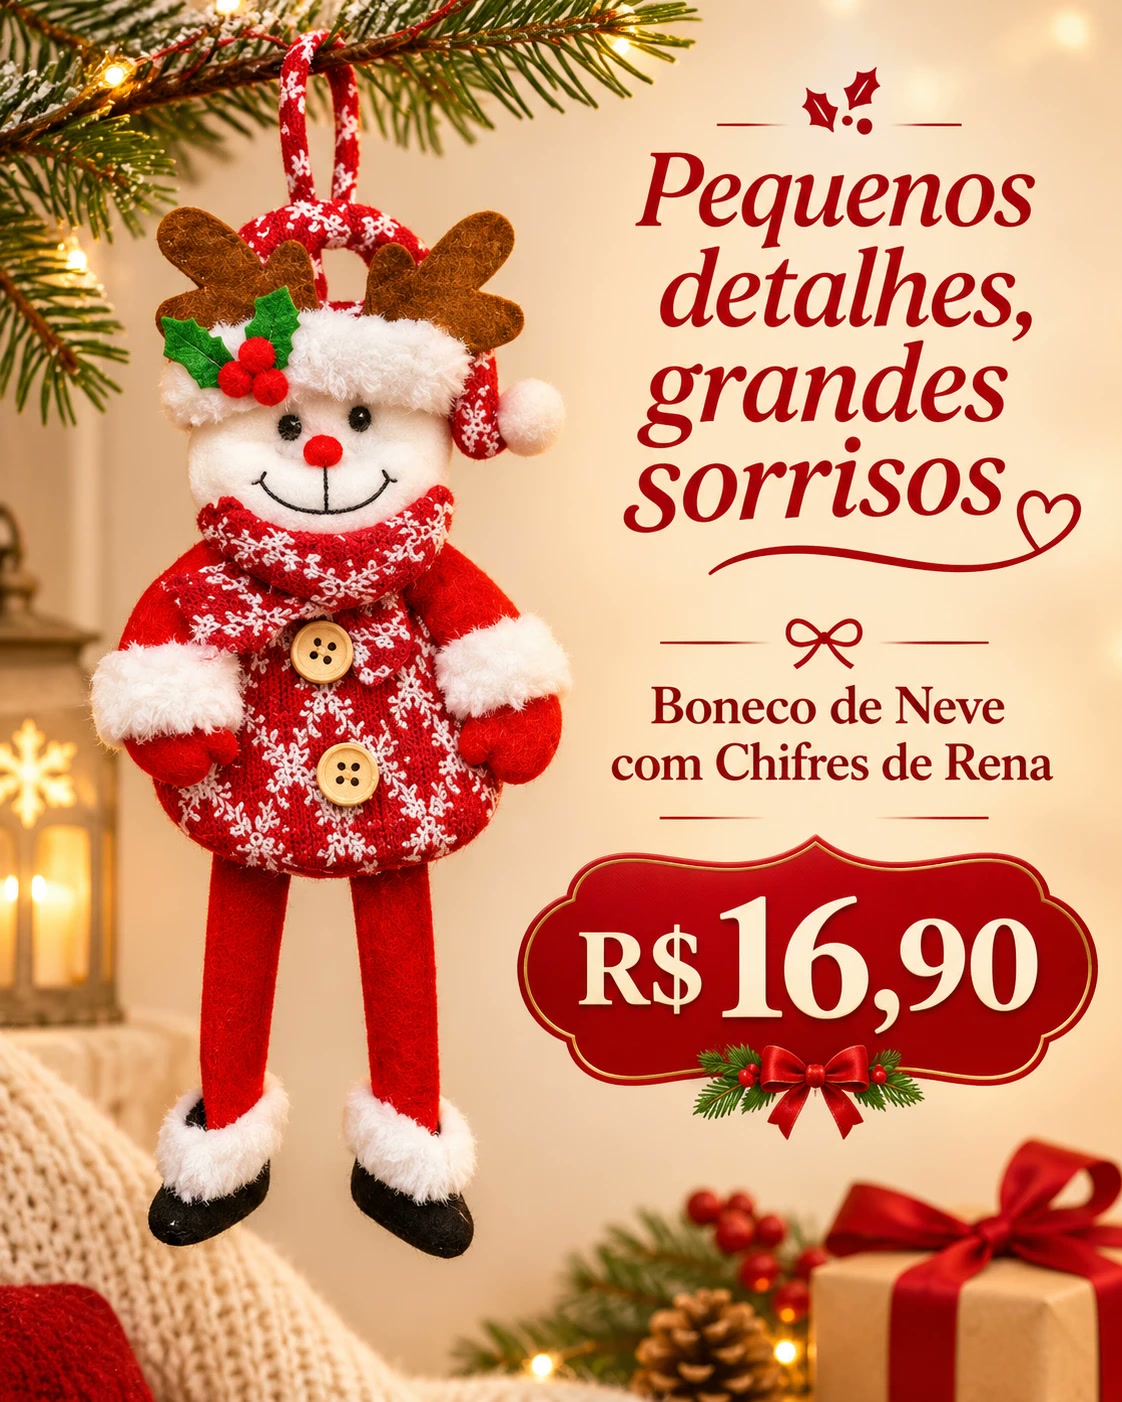 Pequenos
detalhes,
grandes
sorrisos
Boneco de Neve
com Chifres de Rena
R$ 16,90